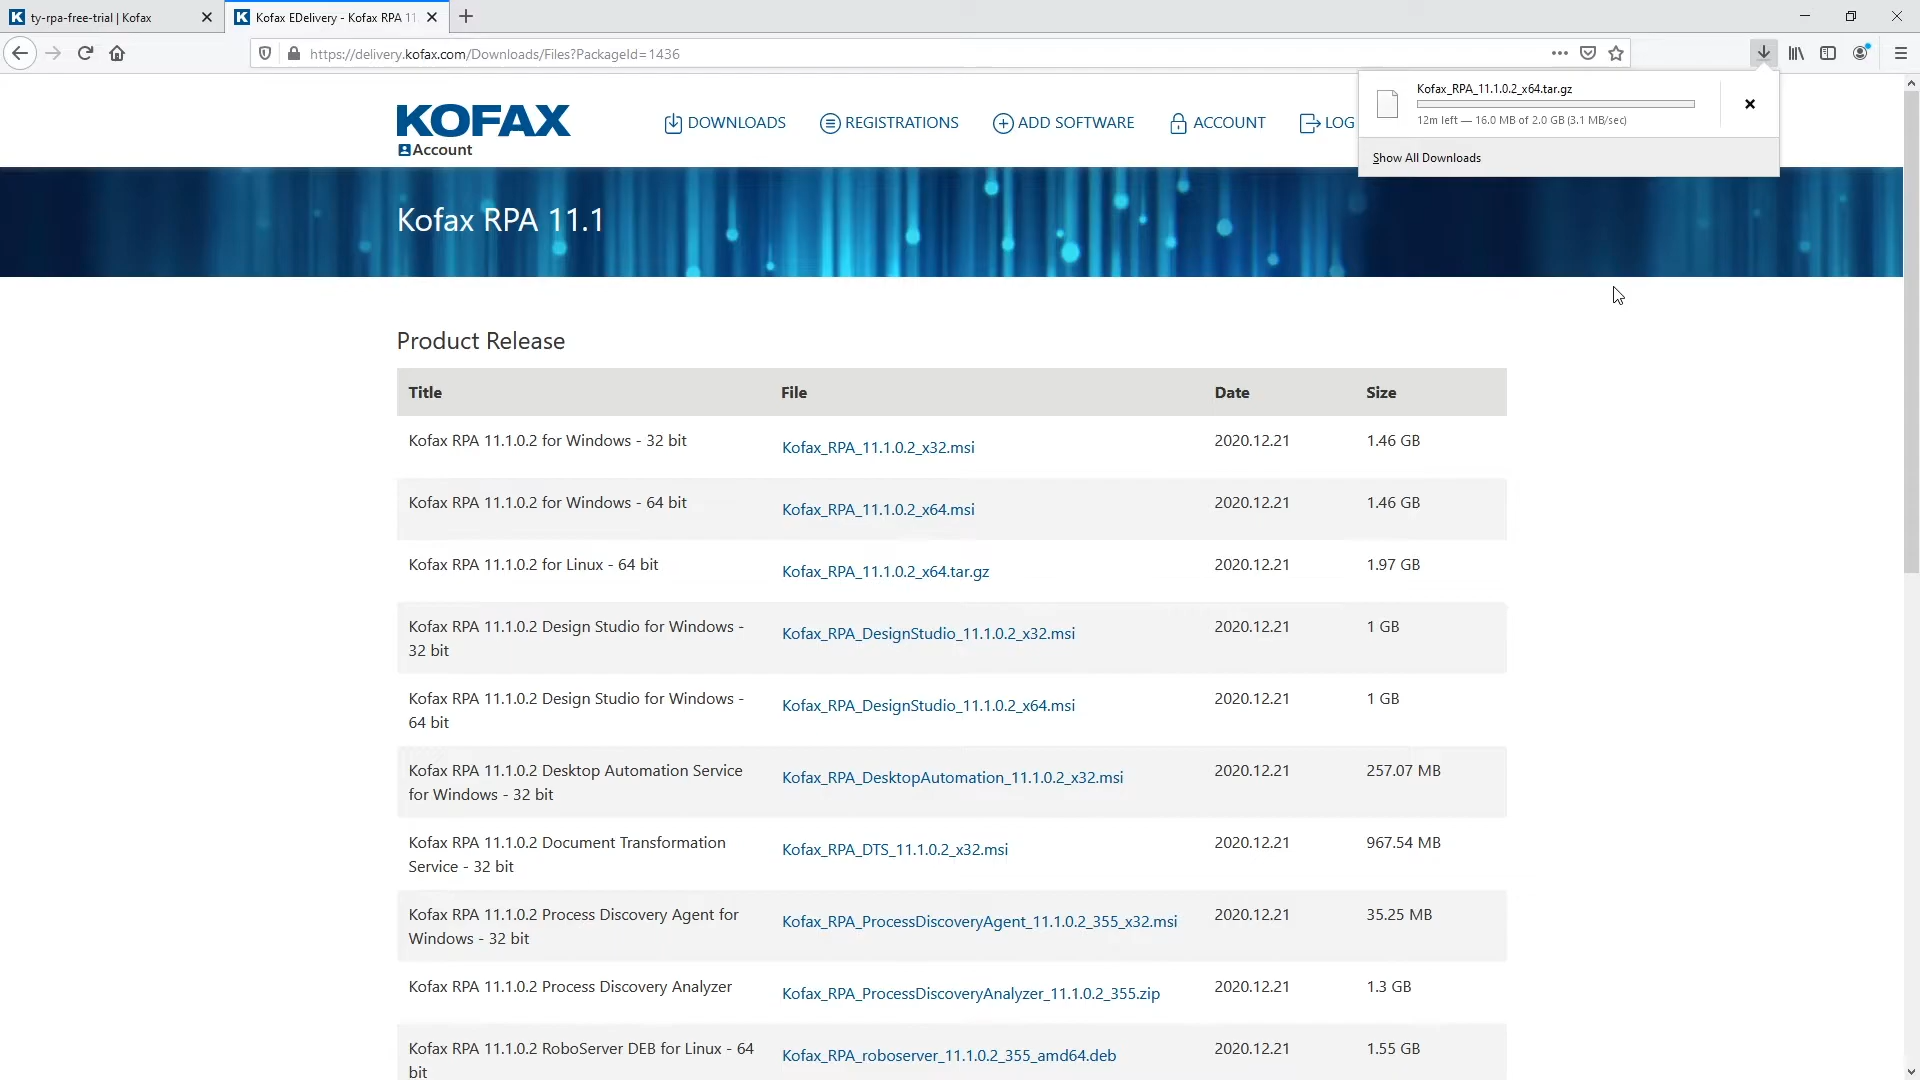 ty-rpa-free-trial | Kofax
Kofax EDelivery - Kofax RPA 11.
https://delivery.kofax.com/Downloads/Files?PackageId=1436
Kofax_RPA_11.1.0.2_x64.tar.gz
12m left — 16.0 MB of 2.0 GB (3.1 MB/sec)
Show All Downloads
KOFAX
Account
DOWNLOADS
REGISTRATIONS
ADD SOFTWARE
ACCOUNT
LOG
Kofax RPA 11.1
Product Release
Title File Date Size
Kofax RPA 11.1.0.2 for Windows - 32 bit Kofax_RPA_11.1.0.2_x32.msi 2020.12.21 1.46 GB
Kofax RPA 11.1.0.2 for Windows - 64 bit Kofax_RPA_11.1.0.2_x64.msi 2020.12.21 1.46 GB
Kofax RPA 11.1.0.2 for Linux - 64 bit Kofax_RPA_11.1.0.2_x64.tar.gz 2020.12.21 1.97 GB
Kofax RPA 11.1.0.2 Design Studio for Windows - Kofax_RPA_DesignStudio_11.1.0.2_x32.msi 2020.12.21 1 GB
32 bit
Kofax RPA 11.1.0.2 Design Studio for Windows - Kofax_RPA_DesignStudio_11.1.0.2_x64.msi 2020.12.21 1 GB
64 bit
Kofax RPA 11.1.0.2 Desktop Automation Service Kofax_RPA_DesktopAutomation_11.1.0.2_x32.msi 2020.12.21 257.07 MB
for Windows - 32 bit
Kofax RPA 11.1.0.2 Document Transformation Kofax_RPA_DTS_11.1.0.2_x32.msi 2020.12.21 967.54 MB
Service - 32 bit
Kofax RPA 11.1.0.2 Process Discovery Agent for Kofax_RPA_ProcessDiscoveryAgent_11.1.0.2_355_x32.msi 2020.12.21 35.25 MB
Windows - 32 bit
Kofax RPA 11.1.0.2 Process Discovery Analyzer Kofax_RPA_ProcessDiscoveryAnalyzer_11.1.0.2_355.zip 2020.12.21 1.3 GB
Kofax RPA 11.1.0.2 RoboServer DEB for Linux - 64 Kofax_RPA_roboserver_11.1.0.2_355_amd64.deb 2020.12.21 1.55 GB
bit